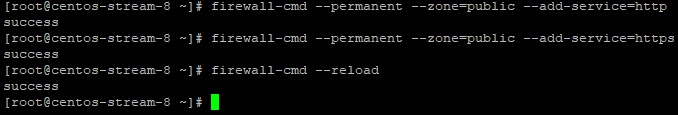 [root@centos-stream-8 ~]# firewall-cmd --permanent --zone=public --add-service=http
success
[root@centos-stream-8 ~]# firewall-cmd --permanent --zone=public --add-service=https
success
[root@centos-stream-8 ~]# firewall-cmd --reload
success
[root@centos-stream-8 ~]#